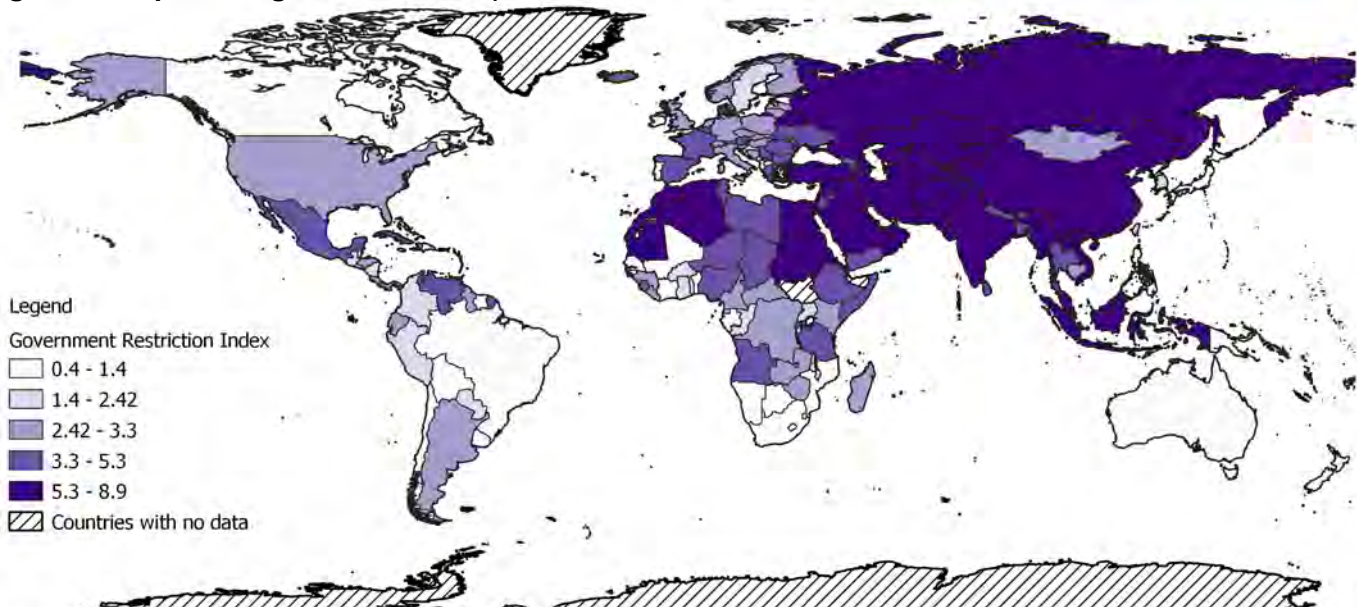 Legend
Government Restriction Index
0.4 - 1.4
1.4 - 2.42
2.42 - 3.3
3.3 - 5.3
5.3 - 8.9
Countries with no data